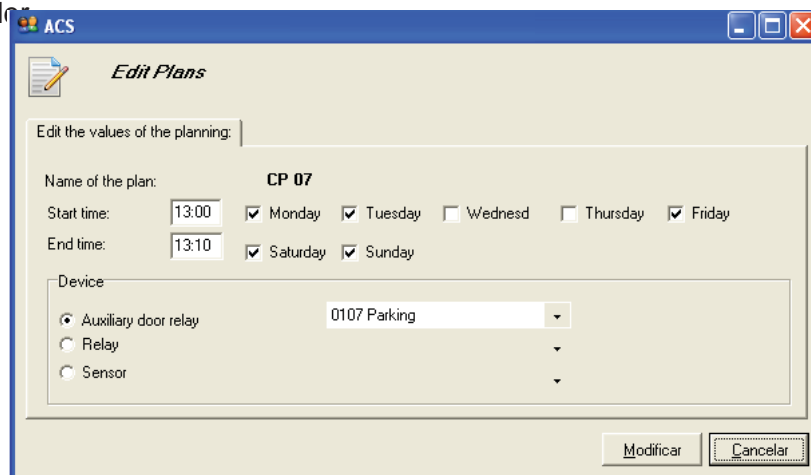 ACS
Edit Plans
Edit the values of the planning:
Name of the plan: CP 07
Start time: 13:00 Monday Tuesday Wednesd Thursday Friday
End time: 13:10 Saturday Sunday
Device
Auxiliary door relay 0107 Parking
Relay
Sensor
Modificar Cancelar